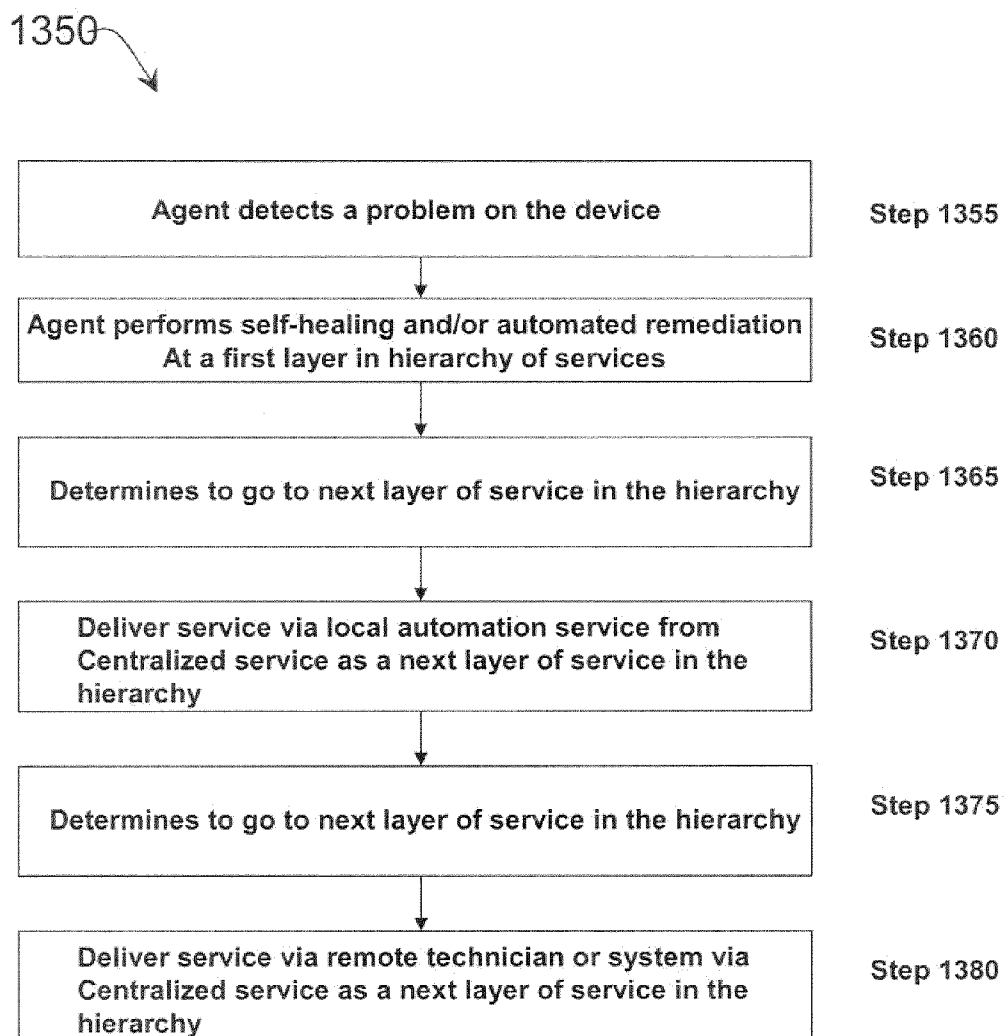 1350
Agent detects a problem on the device
Step 1355
Agent performs self-healing and/or automated remediation
At a first layer in hierarchy of services
Step 1360
Determines to go to next layer of service in the hierarchy
Step 1365
Deliver service via local automation service from
Centralized service as a next layer of service in the
hierarchy
Step 1370
Determines to go to next layer of service in the hierarchy
Step 1375
Deliver service via remote technician or system via
Centralized service as a next layer of service in the
hierarchy
Step 1380